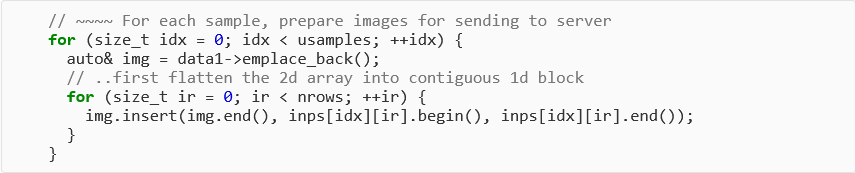 // ~~~~ For each sample, prepare images for sending to server
for (size_t idx = 0; idx < usamples; ++idx) {
auto& img = data1->emplace_back();
// ..first flatten the 2d array into contiguous 1d block
for (size_t ir = 0; ir < nrows; ++ir) {
img.insert(img.end(), inps[idx][ir].begin(), inps[idx][ir].end());
}
}